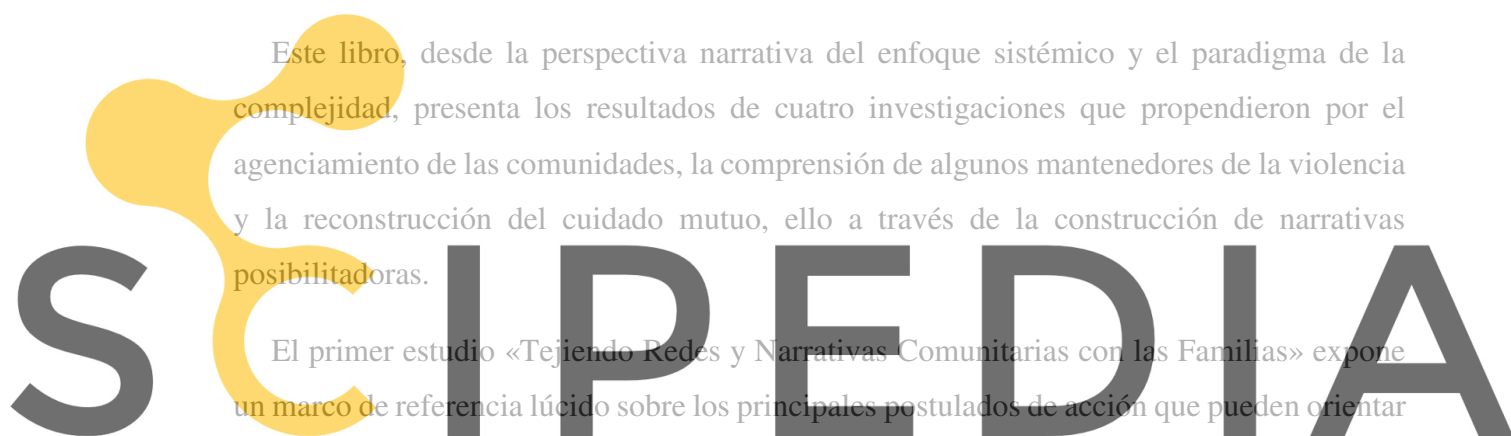 Este libro, desde la perspectiva narrativa del enfoque sistémico y el paradigma de la
complejidad, presenta los resultados de cuatro investigaciones que propendieron por el
agenciamiento de las comunidades, la comprensión de algunos mantenedores de la violencia
y la reconstrucción del cuidado mutuo, ello a través de la construcción de narrativas
posibilitadoras.
El primer estudio «Tejiendo Redes y Narrativas Comunitarias con las Familias» expone
un marco de referencia lúcido sobre los principales postulados de acción que pueden orientar
SCIPEDIA